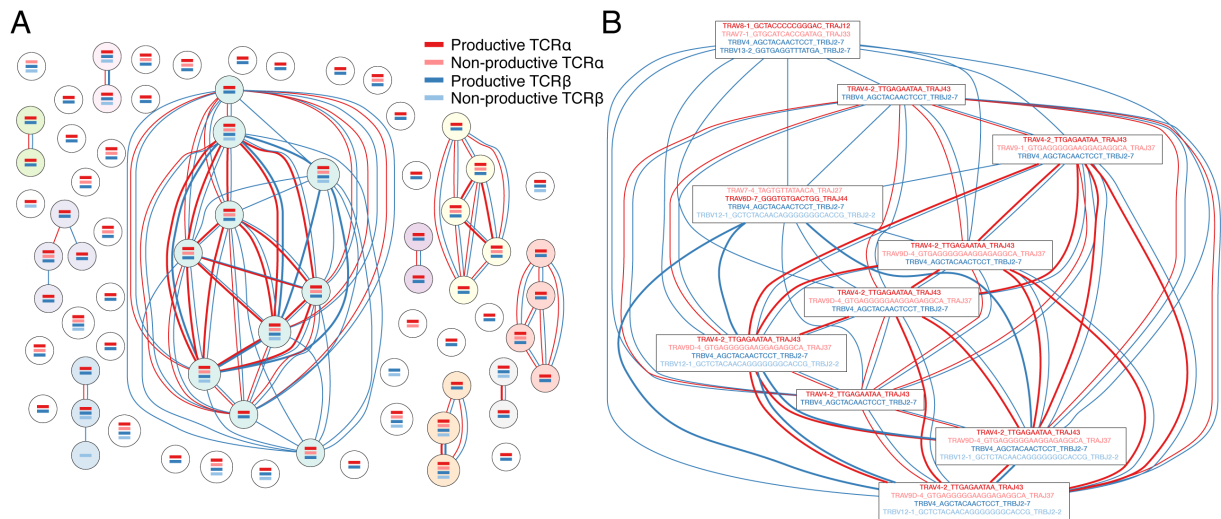 A
Productive TCRα
Non-productive TCRα
Productive TCRβ
Non-productive TCRβ
B
TRAV8-1_GCTACCCCCGGGAC_TRAJ12
TRAV7-1_GTGCATCACCGATAG_TRAJ33
TRBV4_AGCTACAACTCCT_TRBJ2-7
TRBV13-2_GGTGAGGTTTATGA_TRBJ2-7
TRAV4-2_TTGAGAATAA_TRAJ43
TRBV4_AGCTACAACTCCT_TRBJ2-7
TRAV4-2_TTGAGAATAA_TRAJ43
TRAV9-1_GTGAGGGGGAAGGAGAGGCA_TRAJ37
TRBV4_AGCTACAACTCCT_TRBJ2-7
TRAV7-4_TAGTGTTATAACA_TRAJ27
TRAV6D-7_GGGTGTGACTGG_TRAJ44
TRBV4_AGCTACAACTCCT_TRBJ2-7
TRBV12-1_GCTCTACAACAGGGGGGGCACCG_TRBJ2-2
TRAV4-2_TTGAGAATAA_TRAJ43
TRAV9D-4_GTGAGGGGGAAGGAGAGGCA_TRAJ37
TRBV4_AGCTACAACTCCT_TRBJ2-7
TRAV4-2_TTGAGAATAA_TRAJ43
TRAV9D-4_GTGAGGGGGAAGGAGAGGCA_TRAJ37
TRBV4_AGCTACAACTCCT_TRBJ2-7
TRAV4-2_TTGAGAATAA_TRAJ43
TRAV9D-4_GTGAGGGGGAAGGAGAGGCA_TRAJ37
TRBV4_AGCTACAACTCCT_TRBJ2-7
TRBV12-1_GCTCTACAACAGGGGGGGCACCG_TRBJ2-2
TRAV4-2_TTGAGAATAA_TRAJ43
TRBV4_AGCTACAACTCCT_TRBJ2-7
TRAV4-2_TTGAGAATAA_TRAJ43
TRAV9D-4_GTGAGGGGGAAGGAGAGGCA_TRAJ37
TRBV4_AGCTACAACTCCT_TRBJ2-7
TRBV12-1_GCTCTACAACAGGGGGGGCACCG_TRBJ2-2
TRAV4-2_TTGAGAATAA_TRAJ43
TRAV9D-4_GTGAGGGGGAAGGAGAGGCA_TRAJ37
TRBV4_AGCTACAACTCCT_TRBJ2-7
TRBV12-1_GCTCTACAACAGGGGGGGCACCG_TRBJ2-2